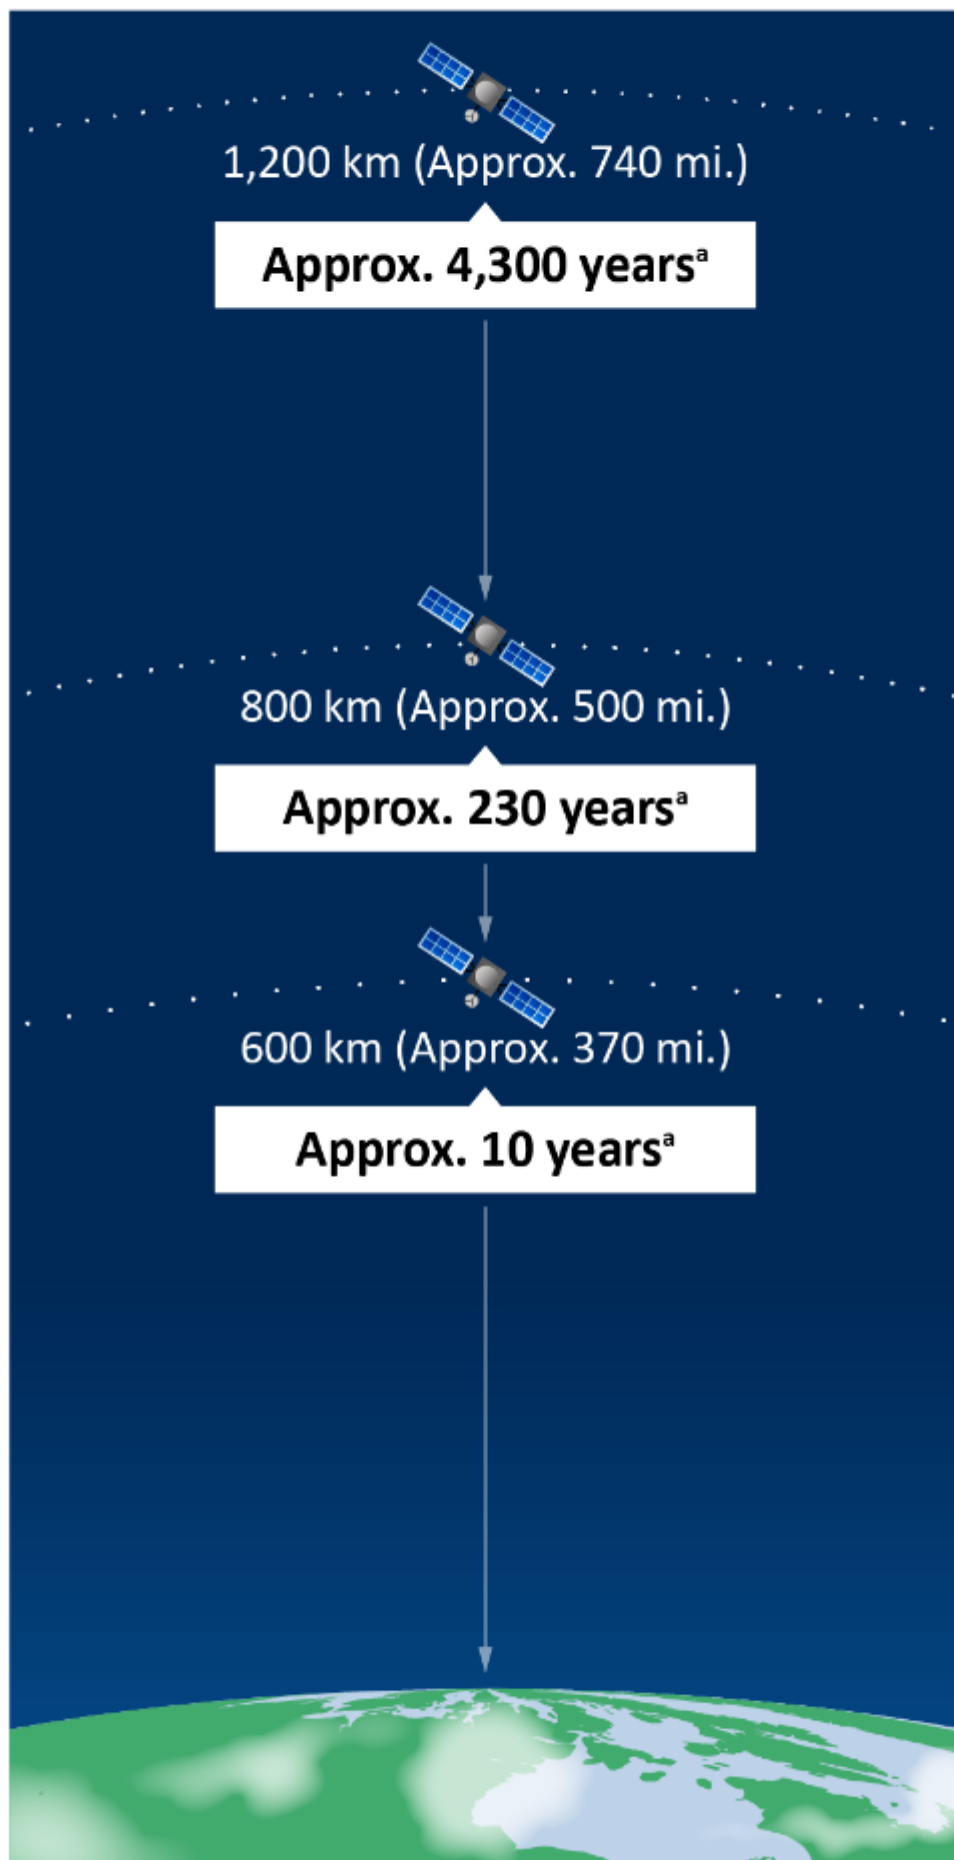 1,200 km (Approx. 740 mi.)
Approx. 4,300 yearsᵃ
800 km (Approx. 500 mi.)
Approx. 230 yearsᵃ
600 km (Approx. 370 mi.)
Approx. 10 yearsᵃ